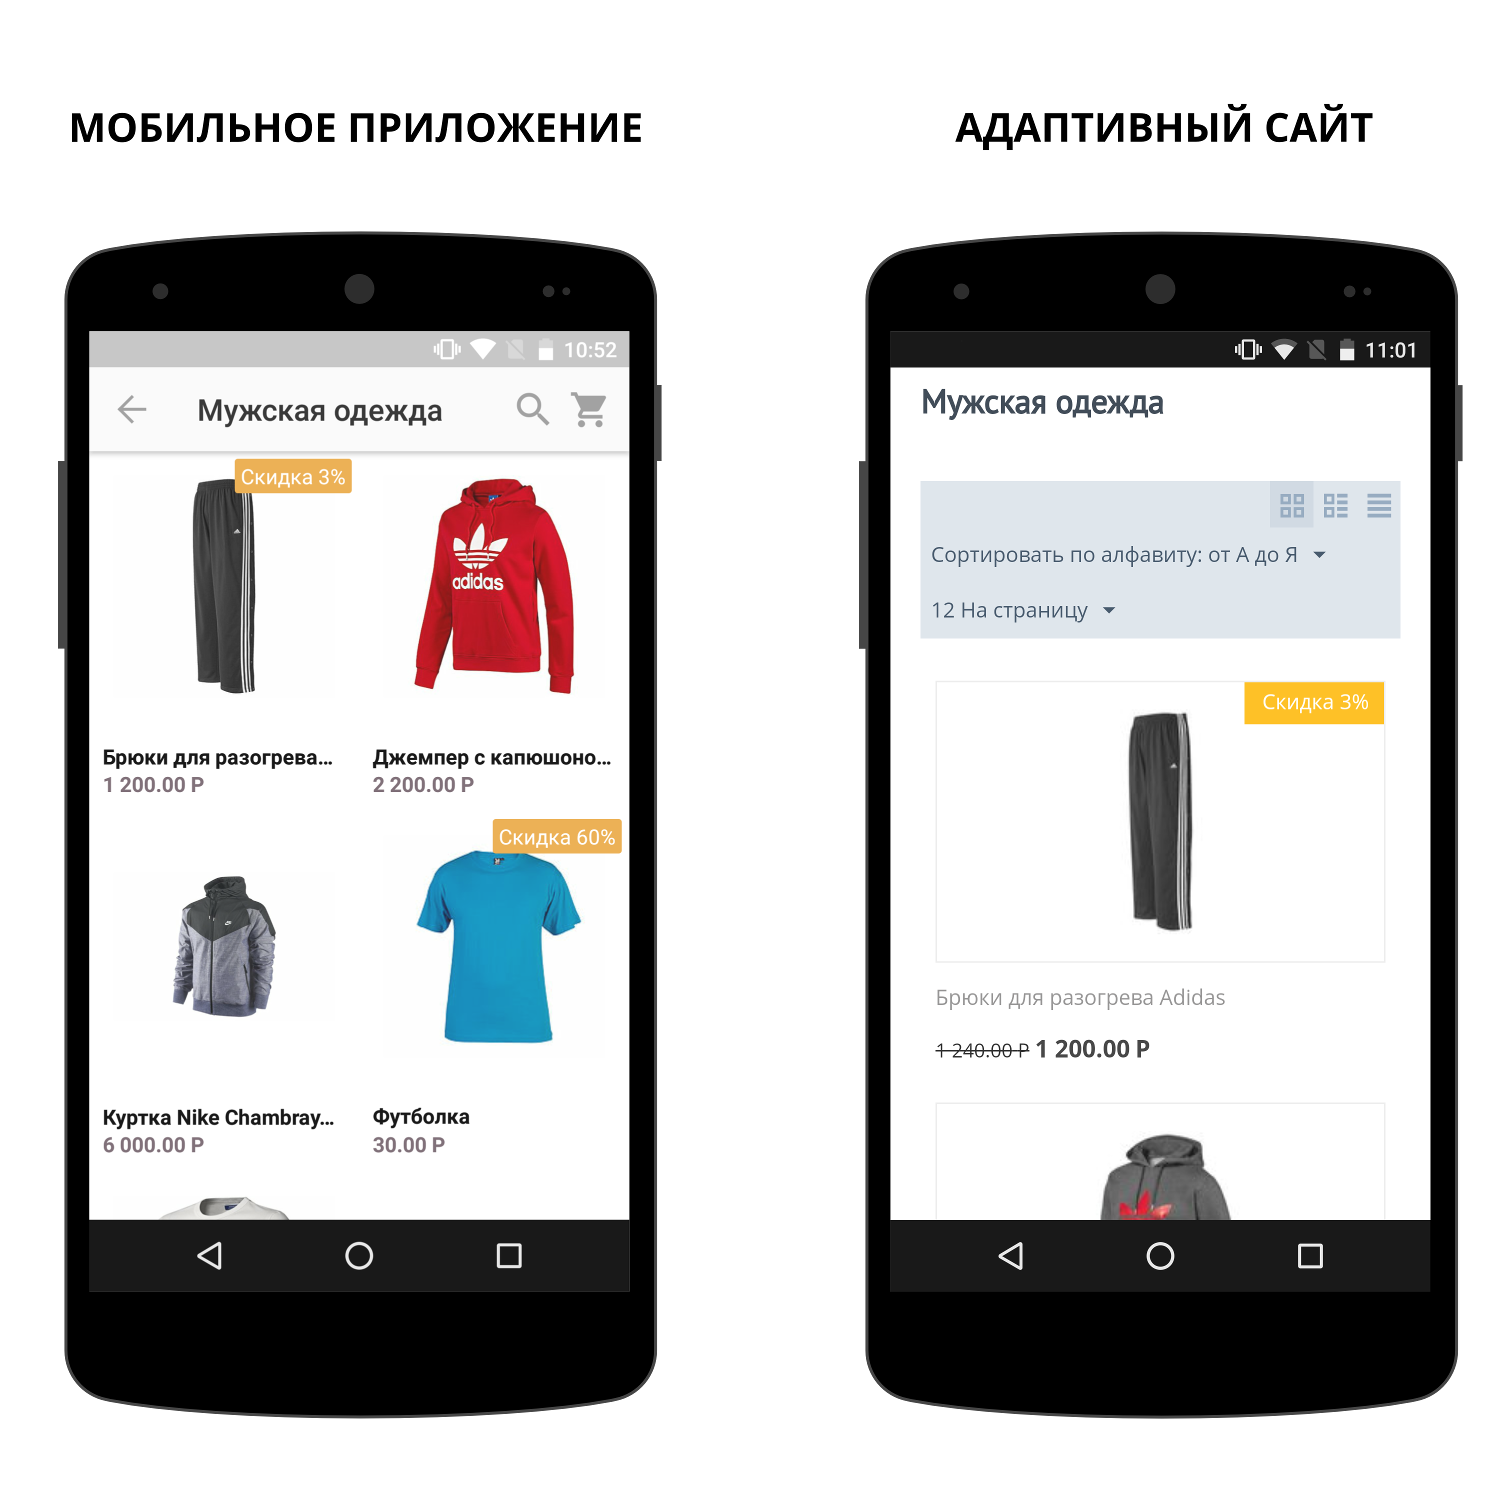 МОБИЛЬНОЕ ПРИЛОЖЕНИЕ
10:52
Мужская одежда
Скидка 3%
adidas
Брюки для разогрева...
1 200.00 Р
Джемпер с капюшоно...
2 200.00 Р
Скидка 60%
Куртка Nike Chambray...
6 000.00 Р
Футболка
30.00 Р
АДАПТИВНЫЙ САЙТ
11:01
Мужская одежда
Сортировать по алфавиту: от А до Я
12 На страницу
Скидка 3%
Брюки для разогрева Adidas
1 240.00 Р 1 200.00 Р